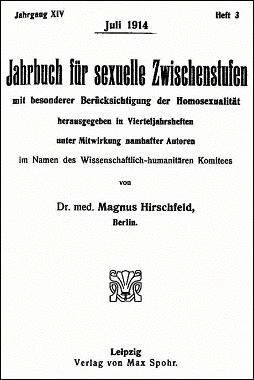 Jahrgang XIV Heft 3
Juli 1914
Jahrbuch für sexuelle Zwischenstufen
mit besonderer Berücksichtigung der Homosexualität
herausgegeben in Vierteljahrsheften
unter Mitwirkung namhafter Autoren
im Namen des Wissenschaftlich-humanitären Komitees
von
Dr. med. Magnus Hirschfeld,
Berlin.
Leipzig
Verlag von Max Spohr.